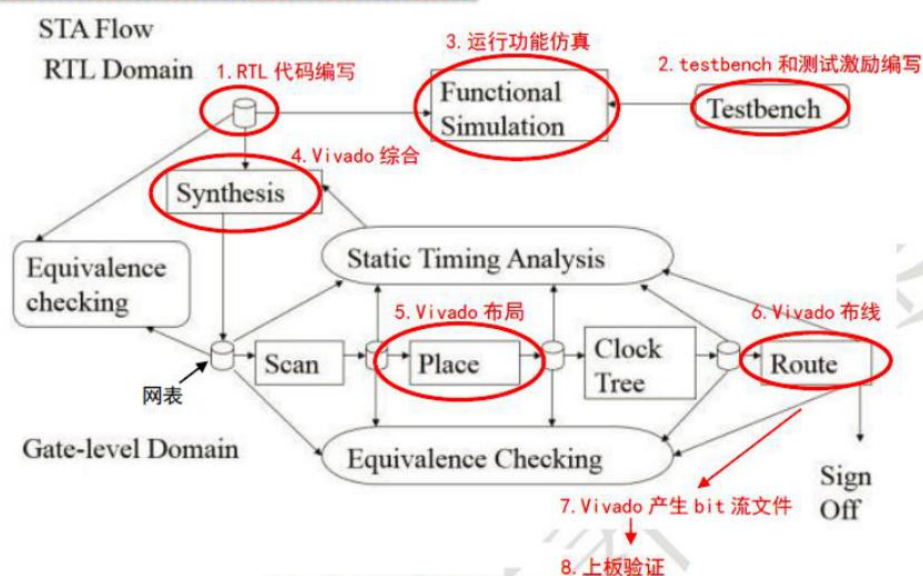 STA Flow
RTL Domain
1.RTL 代码编写
3.运行功能仿真
2.testbench 和测试激励编写
Functional
Simulation
Testbench
4.Vivado 综合
Synthesis
Equivalence
checking
Static Timing Analysis
5.Vivado 布局
6.Vivado 布线
Scan
Place
Clock
Tree
Route
网表
Gate-level Domain
Equivalence Checking
Sign
Off
7.Vivado 产生 bit 流文件
8.上板验证